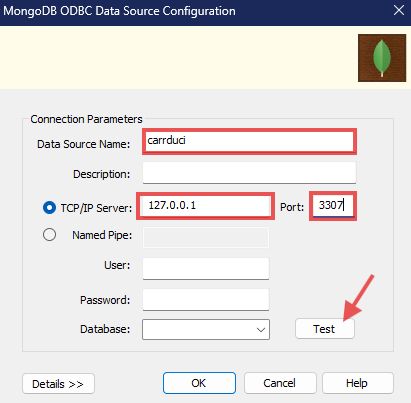 MongoDB ODBC Data Source Configuration
Connection Parameters
Data Source Name: carrduci
Description:
TCP/IP Server: 127.0.0.1 Port: 3307
Named Pipe:
User:
Password:
Database: Test
Details >> OK Cancel Help